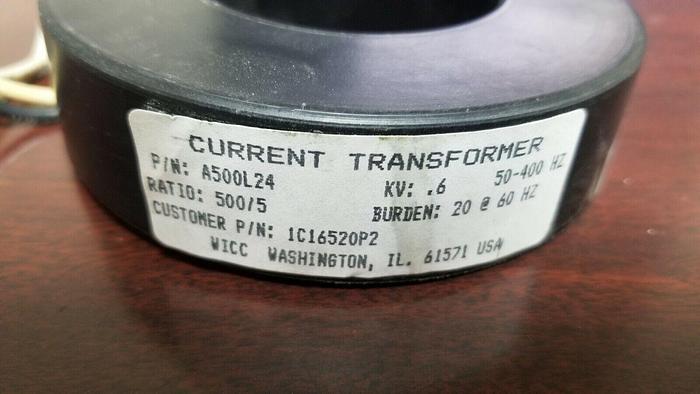 CURRENT TRANSFORMER
P/N: A500L24 KV: .6 50-400 HZ
RATIO: 500/5 BURDEN: 20 @ 60 HZ
CUSTOMER P/N: 1C16520P2
WICC WASHINGTON, IL. 61571 USA